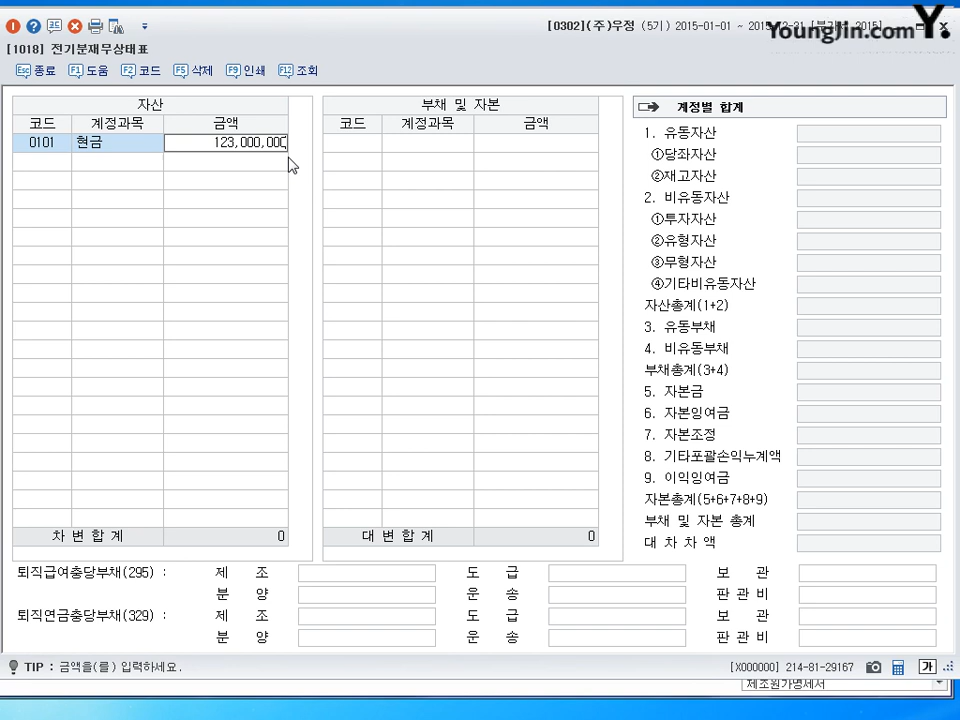 [0302](주)우정 (5기) 2015-01-01 ~ 2015-12-31
YoungJin.com Y.
[1018] 전기분재무상태표
Esc 종료 F1 도움 F2 코드 F5 삭제 F9 인쇄 F12 조회
자산
코드 계정과목 금액
0101 현금 123,000,000
차 변 합 계 0
부채 및 자본
코드 계정과목 금액
대 변 합 계 0
계정별 합계
1. 유동자산
①당좌자산
②재고자산
2. 비유동자산
①투자자산
②유형자산
③무형자산
④기타비유동자산
자산총계(1+2)
3. 유동부채
4. 비유동부채
부채총계(3+4)
5. 자본금
6. 자본잉여금
7. 자본조정
8. 기타포괄손익누계액
9. 이익잉여금
자본총계(5+6+7+8+9)
부채 및 자본 총계
대 차 차 액
퇴직급여충당부채(295) : 제 조 도 급 보 관
분 양 운 송 판 관 비
퇴직연금충당부채(329) : 제 조 도 급 보 관
분 양 운 송 판 관 비
TIP : 금액을(를) 입력하세요.
[X000000] 214-81-29167 가
제조원가명세서